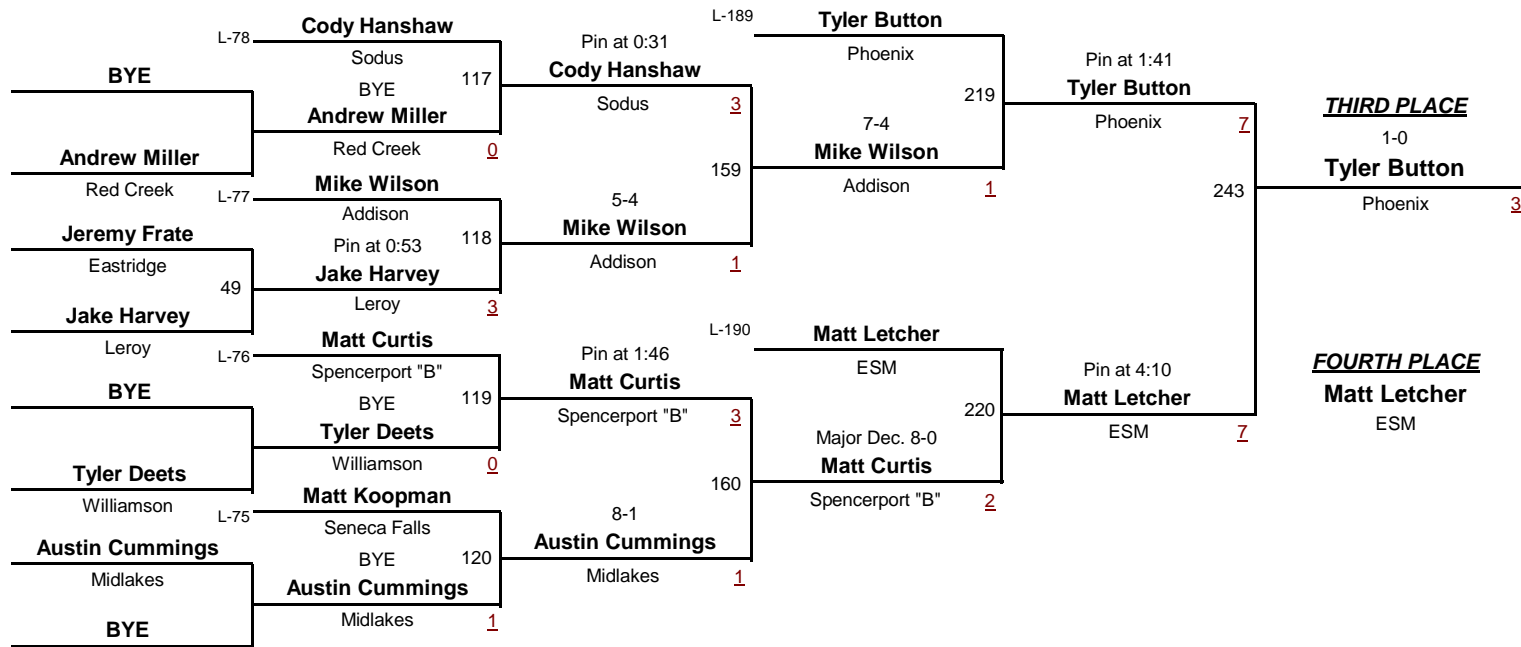 BYE
Andrew Miller
Red Creek
Jeremy Frate
Eastridge
49
Jake Harvey
Leroy
BYE
Tyler Deets
Williamson
Austin Cummings
Midlakes
BYE
L-78
Cody Hanshaw
Sodus
BYE
117
Andrew Miller
Red Creek
0
L-77
Mike Wilson
Addison
Pin at 0:53
118
Jake Harvey
Leroy
3
L-76
Matt Curtis
Spencerport "B"
BYE
119
Tyler Deets
Williamson
0
L-75
Matt Koopman
Seneca Falls
BYE
120
Austin Cummings
Midlakes
1
Pin at 0:31
Cody Hanshaw
Sodus
3
159
5-4
Mike Wilson
Addison
1
Pin at 1:46
Matt Curtis
Spencerport "B"
3
160
8-1
Austin Cummings
Midlakes
1
L-189
Tyler Button
Phoenix
219
7-4
Mike Wilson
Addison
1
L-190
Matt Letcher
ESM
220
Major Dec. 8-0
Matt Curtis
Spencerport "B"
2
Pin at 1:41
Tyler Button
Phoenix
7
243
Pin at 4:10
Matt Letcher
ESM
7
THIRD PLACE
1-0
Tyler Button
Phoenix
3
FOURTH PLACE
Matt Letcher
ESM